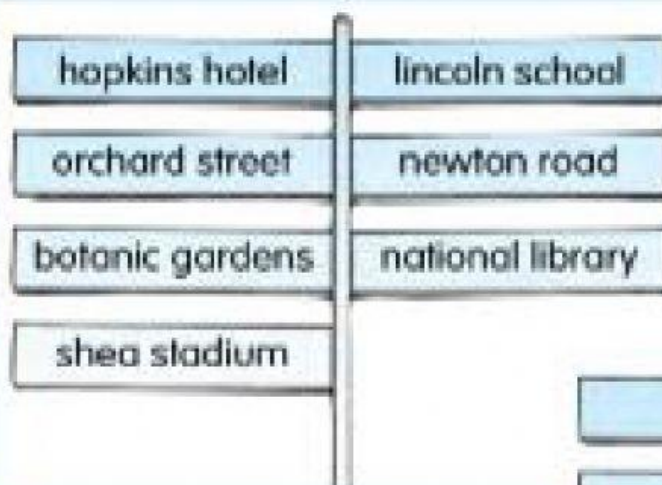 hopkins hotel
lincoln school
orchard street
newton road
botanic gardens
national library
shea stadium